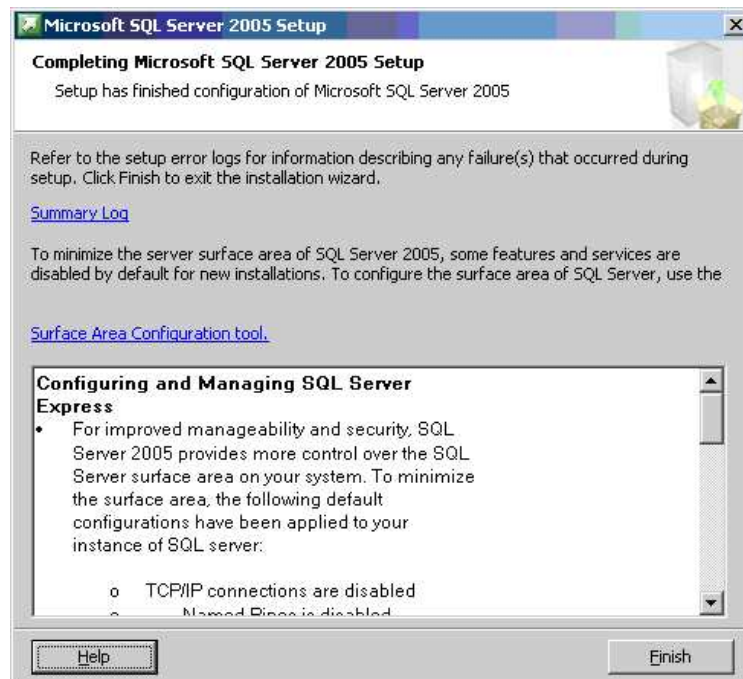 Microsoft SQL Server 2005 Setup
Completing Microsoft SQL Server 2005 Setup
Setup has finished configuration of Microsoft SQL Server 2005
Refer to the setup error logs for information describing any failure(s) that occurred during
setup. Click Finish to exit the installation wizard.
Summary Log
To minimize the server surface area of SQL Server 2005, some features and services are
disabled by default for new installations. To configure the surface area of SQL Server, use the
Surface Area Configuration tool.
Configuring and Managing SQL Server
Express
• For improved manageability and security, SQL
Server 2005 provides more control over the SQL
Server surface area on your system. To minimize
the surface area, the following default
configurations have been applied to your
instance of SQL server:
o TCP/IP connections are disabled
o Named Pipes is disabled
Help
Finish